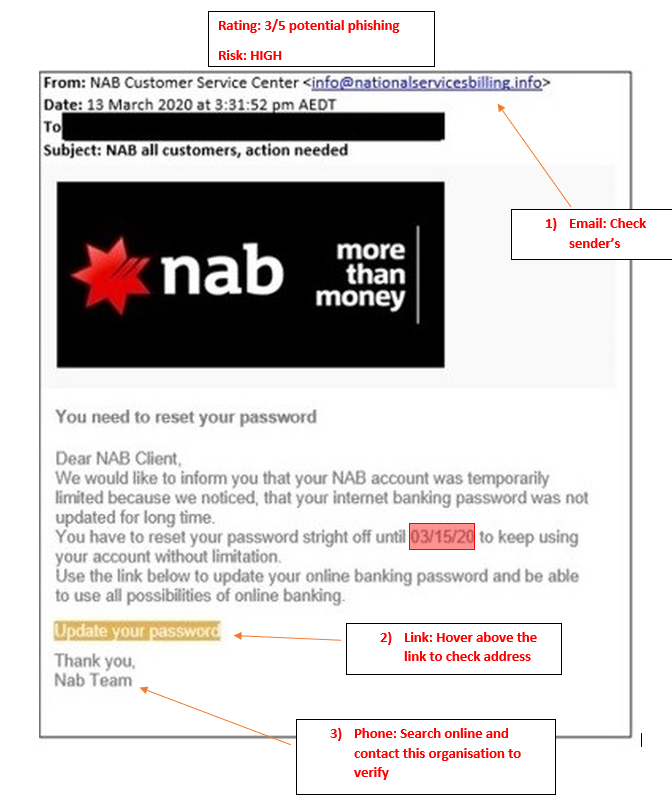 Rating: 3/5 potential phishing
Risk: HIGH
From: NAB Customer Service Center <info@nationalservicesbilling.info>
Date: 13 March 2020 at 3:31:52 pm AEDT
To
Subject: NAB all customers, action needed
1) Email: Check
sender's
nab
more
than
money
You need to reset your password
Dear NAB Client,
We would like to inform you that your NAB account was temporarily
limited because we noticed, that your internet banking password was not
updated for long time.
You have to reset your password stright off until 03/15/20 to keep using
your account without limitation.
Use the link below to update your online banking password and be able
to use all possibilities of online banking.
Update your password
2) Link: Hover above the
link to check address
Thank you,
Nab Team
3) Phone: Search online and
contact this organisation to
verify